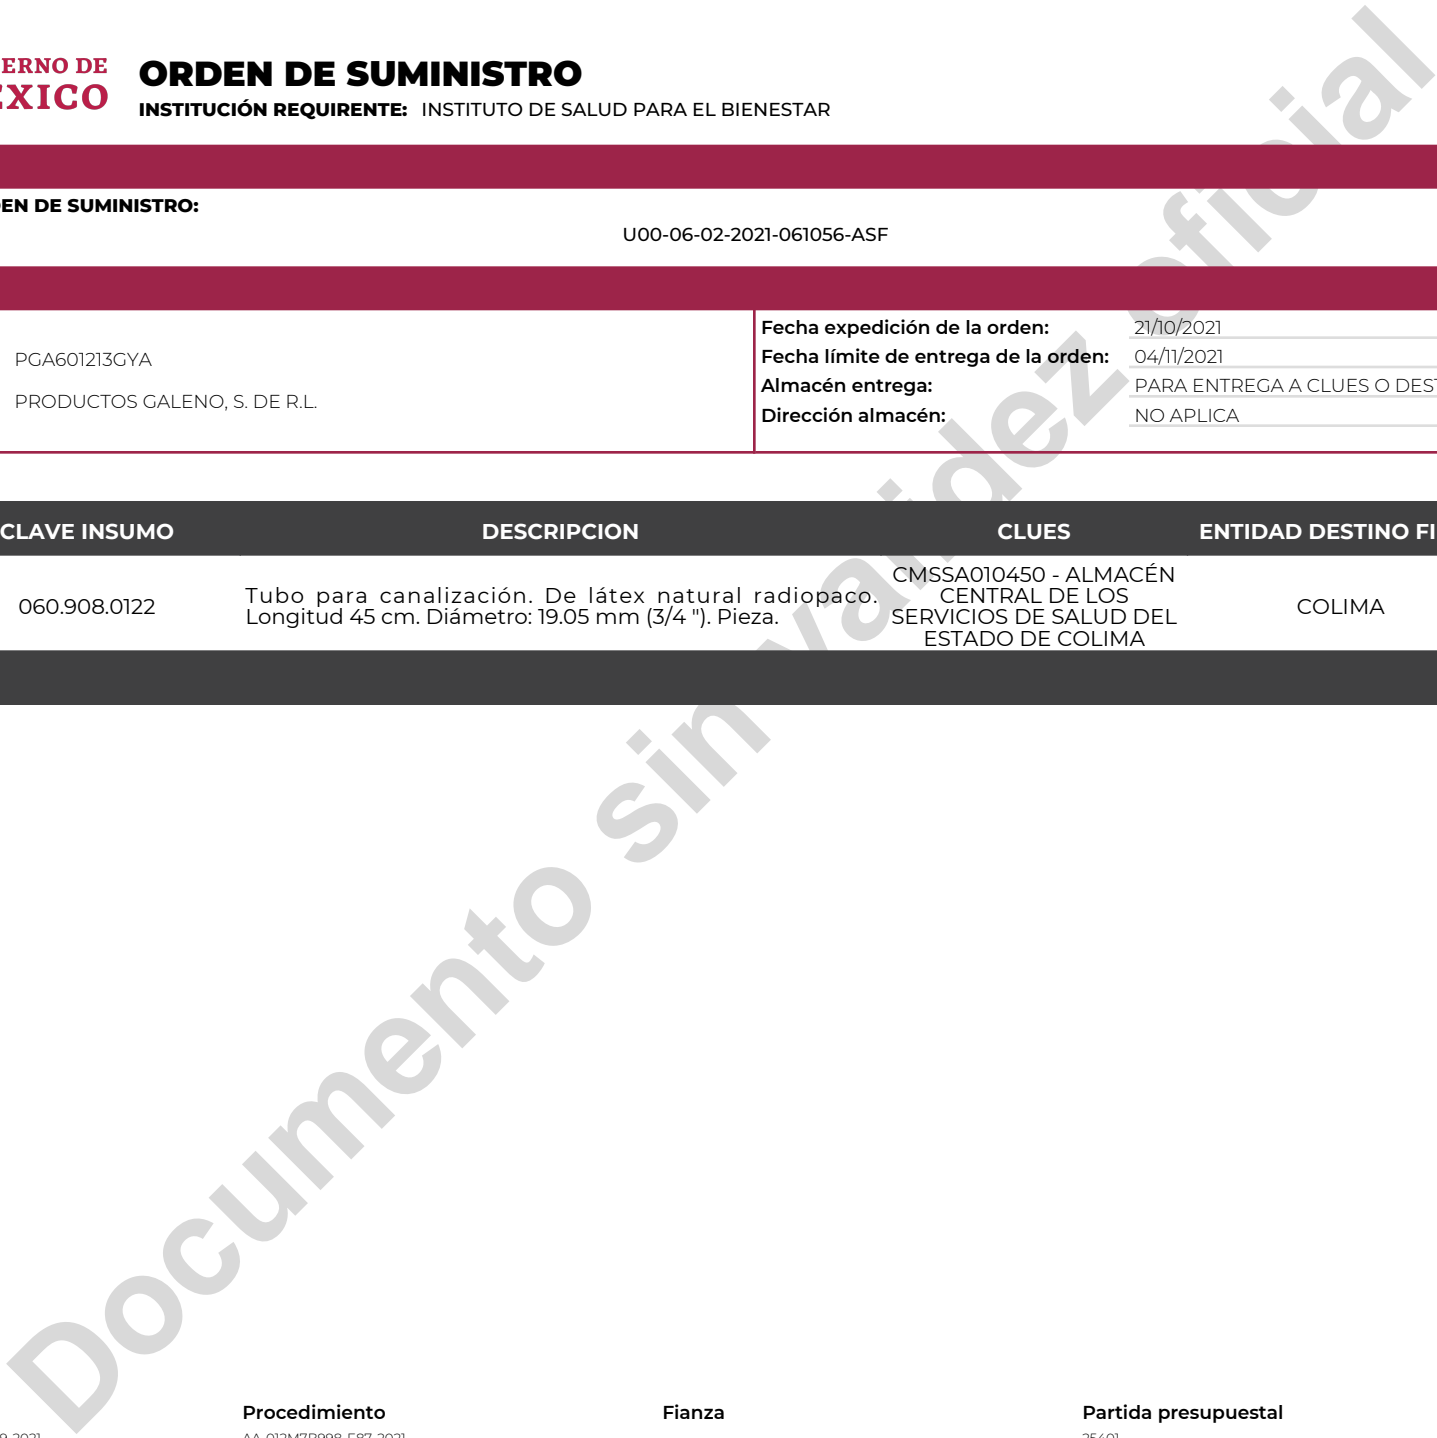 ERNO DE
EXICO
ORDEN DE SUMINISTRO
INSTITUCIÓN REQUIRENTE: INSTITUTO DE SALUD PARA EL BIENESTAR
EN DE SUMINISTRO:
U00-06-02-2021-061056-ASF
PGA601213GYA
PRODUCTOS GALENO, S. DE R.L.
Fecha expedición de la orden: 21/10/2021
Fecha límite de entrega de la orden: 04/11/2021
Almacén entrega: PARA ENTREGA A CLUES O DEST
Dirección almacén: NO APLICA
CLAVE INSUMO DESCRIPCION CLUES ENTIDAD DESTINO FI
060.908.0122
Tubo para canalización. De látex natural radiopaco.
Longitud 45 cm. Diámetro: 19.05 mm (3/4 "). Pieza.
CMSSA010450 - ALMACÉN
CENTRAL DE LOS
SERVICIOS DE SALUD DEL
ESTADO DE COLIMA
COLIMA
Documento sin validez oficial
Procedimiento Fianza Partida presupuestal